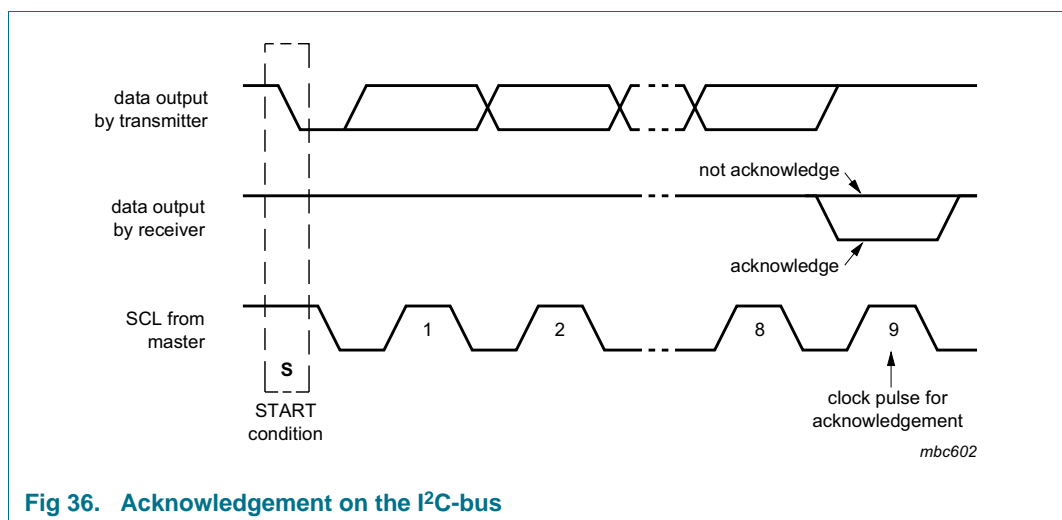 data output
by transmitter
not acknowledge
data output
by receiver
acknowledge
SCL from
master
1
2
8
9
S
START
condition
clock pulse for
acknowledgement
mbc602
Fig 36. Acknowledgement on the I²C-bus